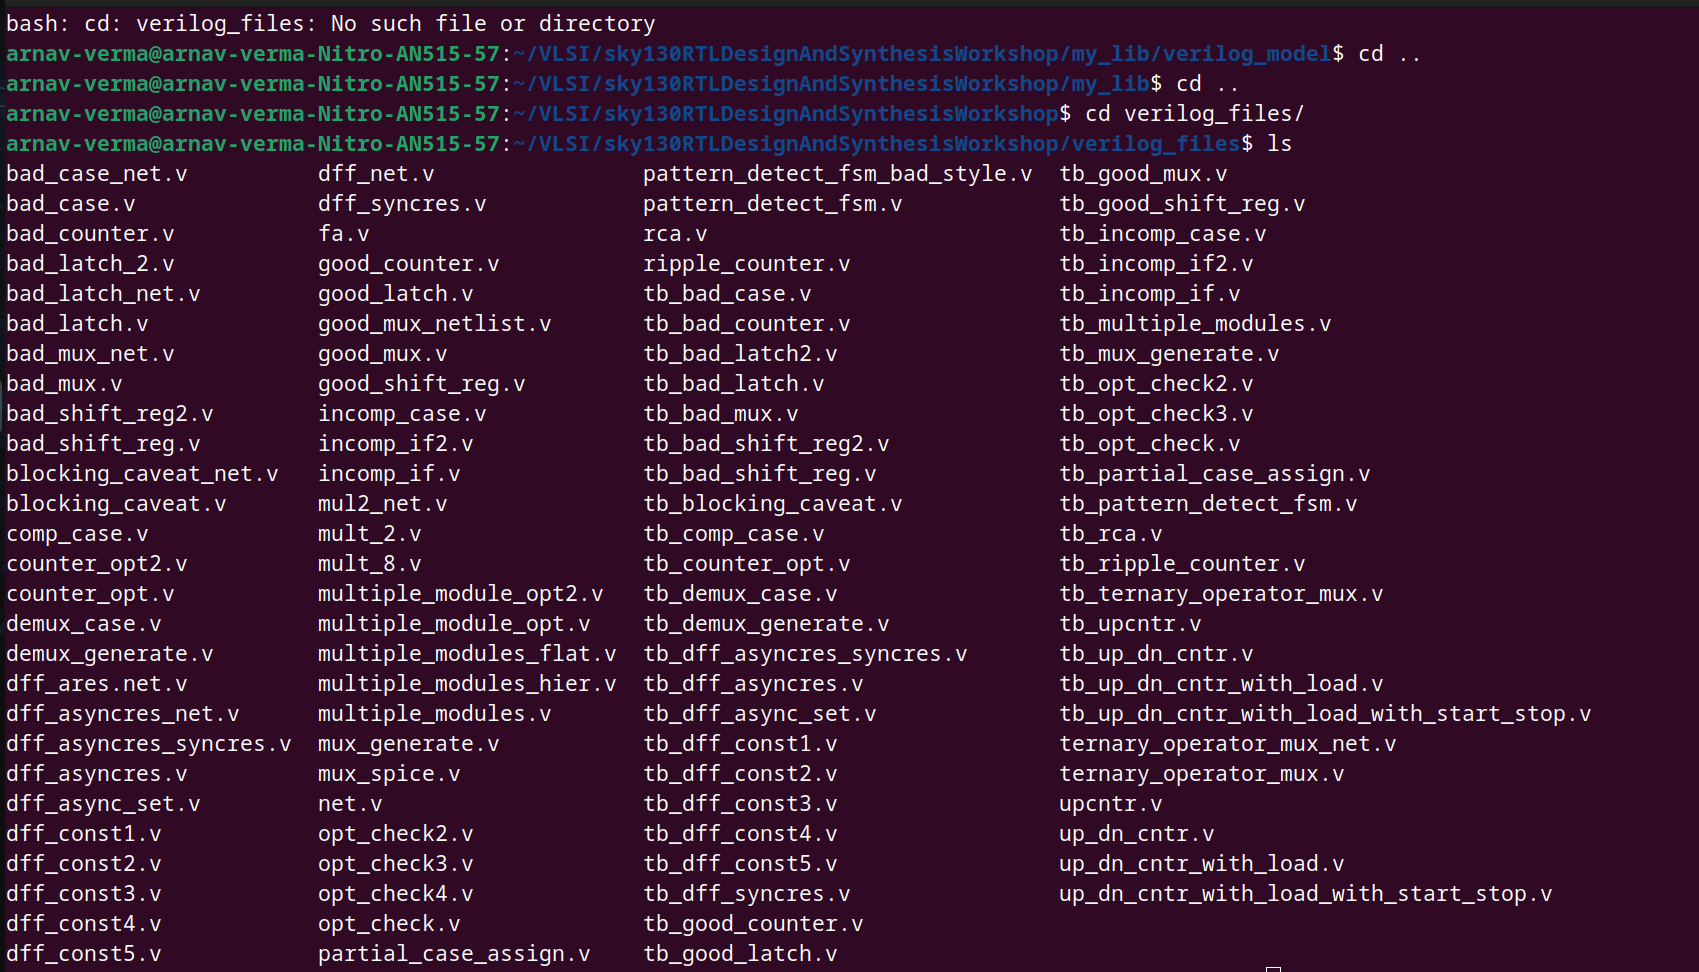 bash: cd: verilog_files: No such file or directory
arnav-verma@arnav-verma-Nitro-AN515-57:~/VLSI/sky130RTLDesignAndSynthesisWorkshop/my_lib/verilog_model$ cd ..
arnav-verma@arnav-verma-Nitro-AN515-57:~/VLSI/sky130RTLDesignAndSynthesisWorkshop/my_lib$ cd ..
arnav-verma@arnav-verma-Nitro-AN515-57:~/VLSI/sky130RTLDesignAndSynthesisWorkshop$ cd verilog_files/
arnav-verma@arnav-verma-Nitro-AN515-57:~/VLSI/sky130RTLDesignAndSynthesisWorkshop/verilog_files$ ls
bad_case_net.v dff_net.v pattern_detect_fsm_bad_style.v tb_good_mux.v
bad_case.v dff_syncres.v pattern_detect_fsm.v tb_good_shift_reg.v
bad_counter.v fa.v rca.v tb_incomp_case.v
bad_latch_2.v good_counter.v ripple_counter.v tb_incomp_if2.v
bad_latch_net.v good_latch.v tb_bad_case.v tb_incomp_if.v
bad_latch.v good_mux_netlist.v tb_bad_counter.v tb_multiple_modules.v
bad_mux_net.v good_mux.v tb_bad_latch2.v tb_mux_generate.v
bad_mux.v good_shift_reg.v tb_bad_latch.v tb_opt_check2.v
bad_shift_reg2.v incomp_case.v tb_bad_mux.v tb_opt_check3.v
bad_shift_reg.v incomp_if2.v tb_bad_shift_reg2.v tb_opt_check.v
blocking_caveat_net.v incomp_if.v tb_bad_shift_reg.v tb_partial_case_assign.v
blocking_caveat.v mul2_net.v tb_blocking_caveat.v tb_pattern_detect_fsm.v
comp_case.v mult_2.v tb_comp_case.v tb_rca.v
counter_opt2.v mult_8.v tb_counter_opt.v tb_ripple_counter.v
counter_opt.v multiple_module_opt2.v tb_demux_case.v tb_ternary_operator_mux.v
demux_case.v multiple_module_opt.v tb_demux_generate.v tb_upcntr.v
demux_generate.v multiple_modules_flat.v tb_dff_asyncres_syncres.v tb_up_dn_cntr.v
dff_ares.net.v multiple_modules_hier.v tb_dff_asyncres.v tb_up_dn_cntr_with_load.v
dff_asyncres_net.v multiple_modules.v tb_dff_async_set.v tb_up_dn_cntr_with_load_with_start_stop.v
dff_asyncres_syncres.v mux_generate.v tb_dff_const1.v ternary_operator_mux_net.v
dff_asyncres.v mux_spice.v tb_dff_const2.v ternary_operator_mux.v
dff_async_set.v net.v tb_dff_const3.v upcntr.v
dff_const1.v opt_check2.v tb_dff_const4.v up_dn_cntr.v
dff_const2.v opt_check3.v tb_dff_const5.v up_dn_cntr_with_load.v
dff_const3.v opt_check4.v tb_dff_syncres.v up_dn_cntr_with_load_with_start_stop.v
dff_const4.v opt_check.v tb_good_counter.v
dff_const5.v partial_case_assign.v tb_good_latch.v